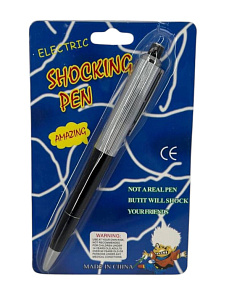 ELECTRIC
SHOCKING
PEN
AMAZING
CE
NOT A REAL PEN
BUT IT WILL SHOCK
YOUR FRIENDS
WARNING:
MADE IN CHINA